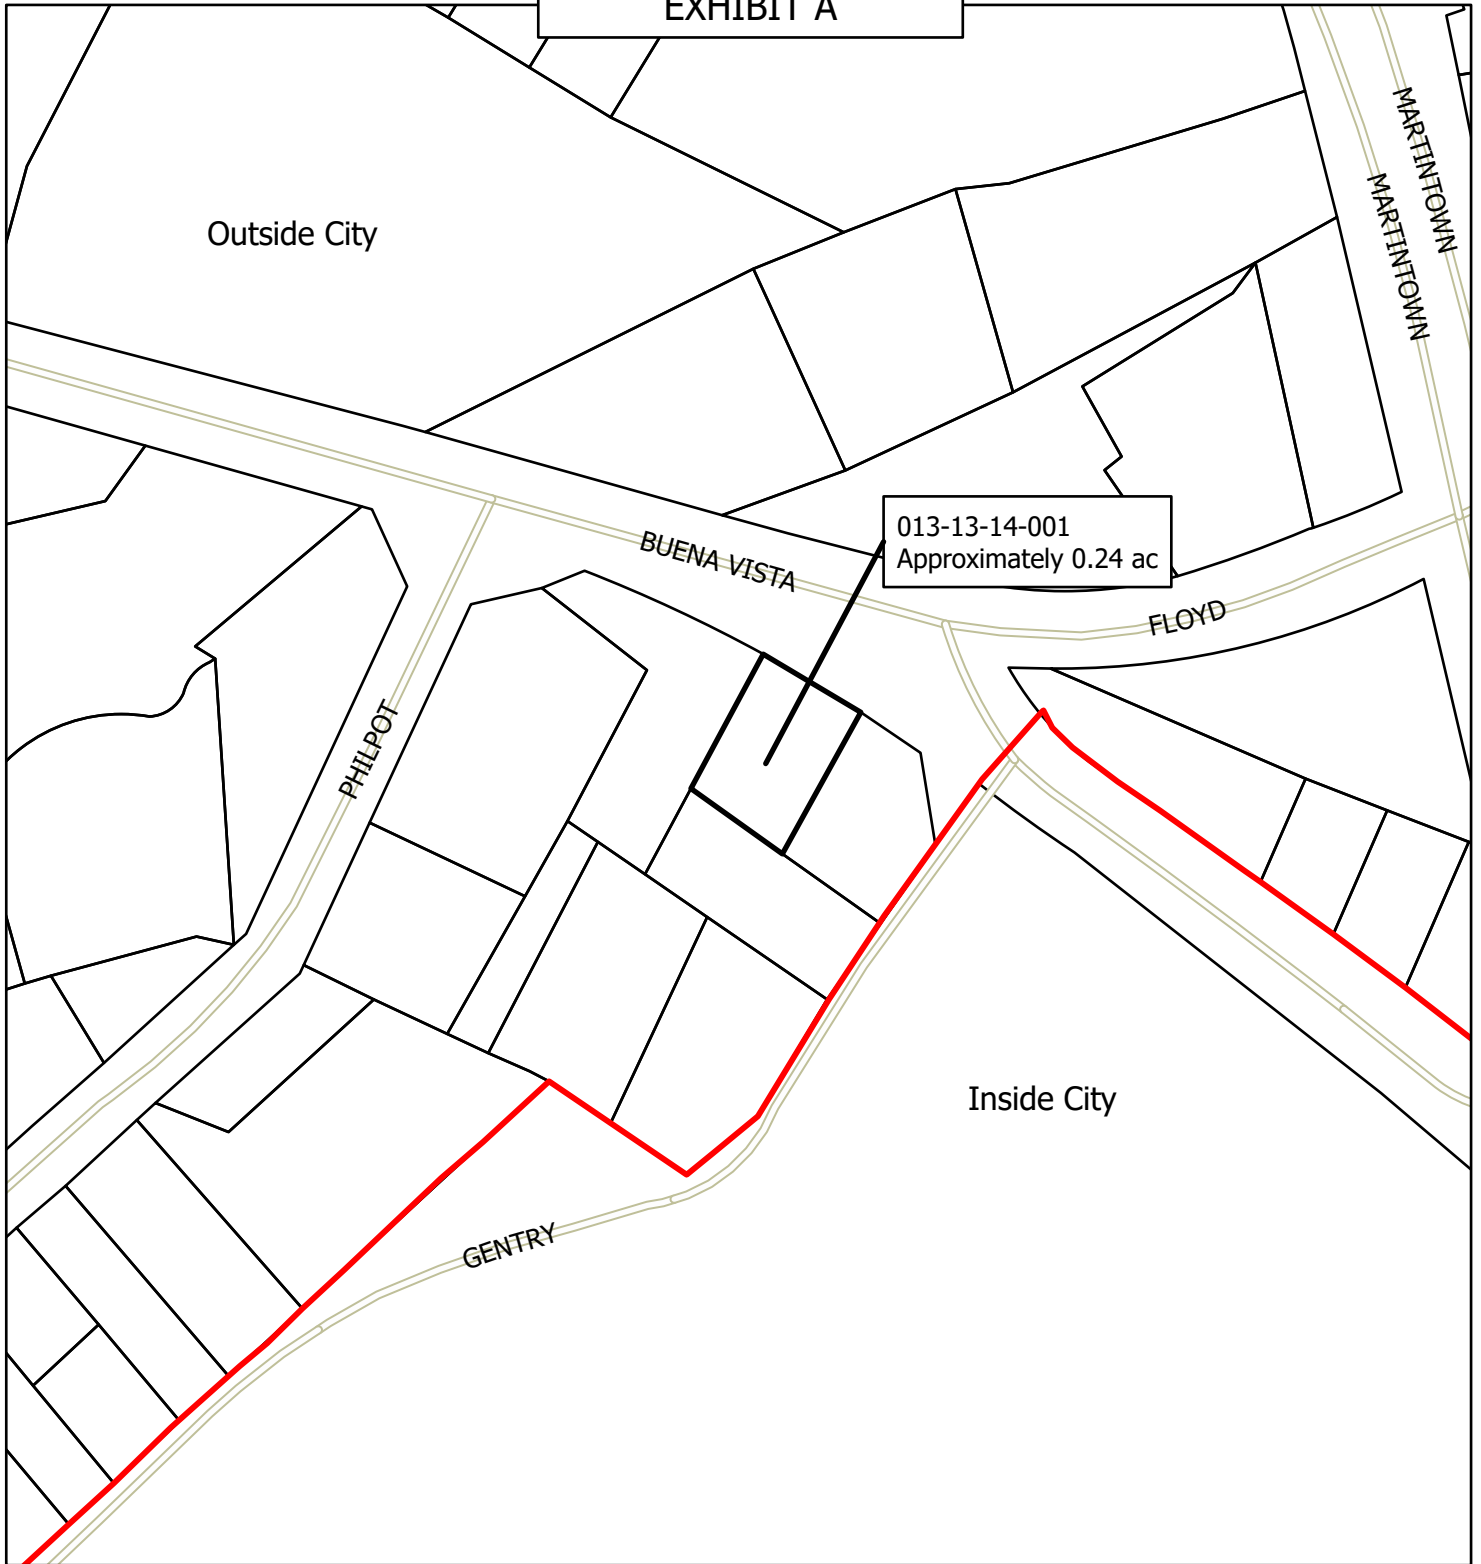 EXHIBIT A
MARTINTOWN
MARTINTOWN
Outside City
013-13-14-001
Approximately 0.24 ac
BUENA VISTA
FLOYD
PHILPOT
Inside City
GENTRY